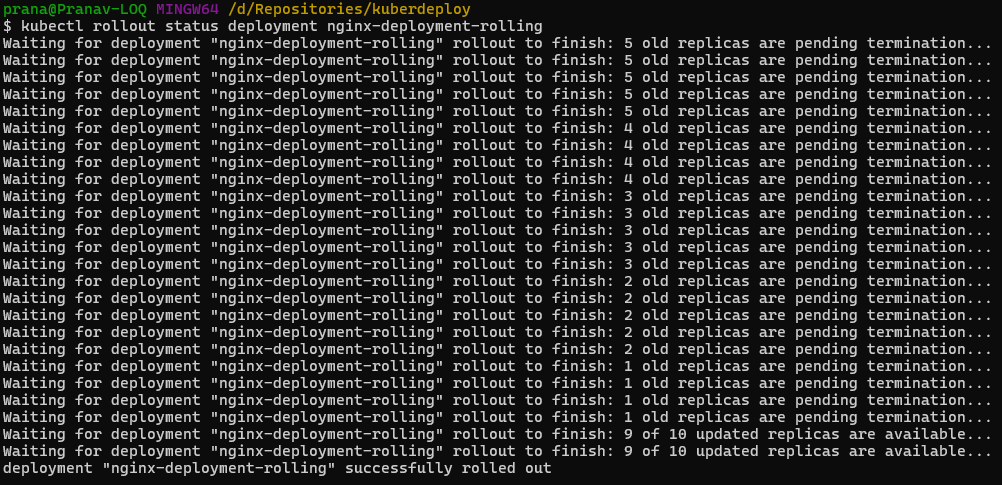 prana@Pranav-LOQ MINGW64 /d/Repositories/kuberdeploy
$ kubectl rollout status deployment nginx-deployment-rolling
Waiting for deployment "nginx-deployment-rolling" rollout to finish: 5 old replicas are pending termination...
Waiting for deployment "nginx-deployment-rolling" rollout to finish: 5 old replicas are pending termination...
Waiting for deployment "nginx-deployment-rolling" rollout to finish: 5 old replicas are pending termination...
Waiting for deployment "nginx-deployment-rolling" rollout to finish: 5 old replicas are pending termination...
Waiting for deployment "nginx-deployment-rolling" rollout to finish: 5 old replicas are pending termination...
Waiting for deployment "nginx-deployment-rolling" rollout to finish: 4 old replicas are pending termination...
Waiting for deployment "nginx-deployment-rolling" rollout to finish: 4 old replicas are pending termination...
Waiting for deployment "nginx-deployment-rolling" rollout to finish: 4 old replicas are pending termination...
Waiting for deployment "nginx-deployment-rolling" rollout to finish: 4 old replicas are pending termination...
Waiting for deployment "nginx-deployment-rolling" rollout to finish: 3 old replicas are pending termination...
Waiting for deployment "nginx-deployment-rolling" rollout to finish: 3 old replicas are pending termination...
Waiting for deployment "nginx-deployment-rolling" rollout to finish: 3 old replicas are pending termination...
Waiting for deployment "nginx-deployment-rolling" rollout to finish: 3 old replicas are pending termination...
Waiting for deployment "nginx-deployment-rolling" rollout to finish: 3 old replicas are pending termination...
Waiting for deployment "nginx-deployment-rolling" rollout to finish: 2 old replicas are pending termination...
Waiting for deployment "nginx-deployment-rolling" rollout to finish: 2 old replicas are pending termination...
Waiting for deployment "nginx-deployment-rolling" rollout to finish: 2 old replicas are pending termination...
Waiting for deployment "nginx-deployment-rolling" rollout to finish: 2 old replicas are pending termination...
Waiting for deployment "nginx-deployment-rolling" rollout to finish: 2 old replicas are pending termination...
Waiting for deployment "nginx-deployment-rolling" rollout to finish: 1 old replicas are pending termination...
Waiting for deployment "nginx-deployment-rolling" rollout to finish: 1 old replicas are pending termination...
Waiting for deployment "nginx-deployment-rolling" rollout to finish: 1 old replicas are pending termination...
Waiting for deployment "nginx-deployment-rolling" rollout to finish: 1 old replicas are pending termination...
Waiting for deployment "nginx-deployment-rolling" rollout to finish: 9 of 10 updated replicas are available...
Waiting for deployment "nginx-deployment-rolling" rollout to finish: 9 of 10 updated replicas are available...
deployment "nginx-deployment-rolling" successfully rolled out